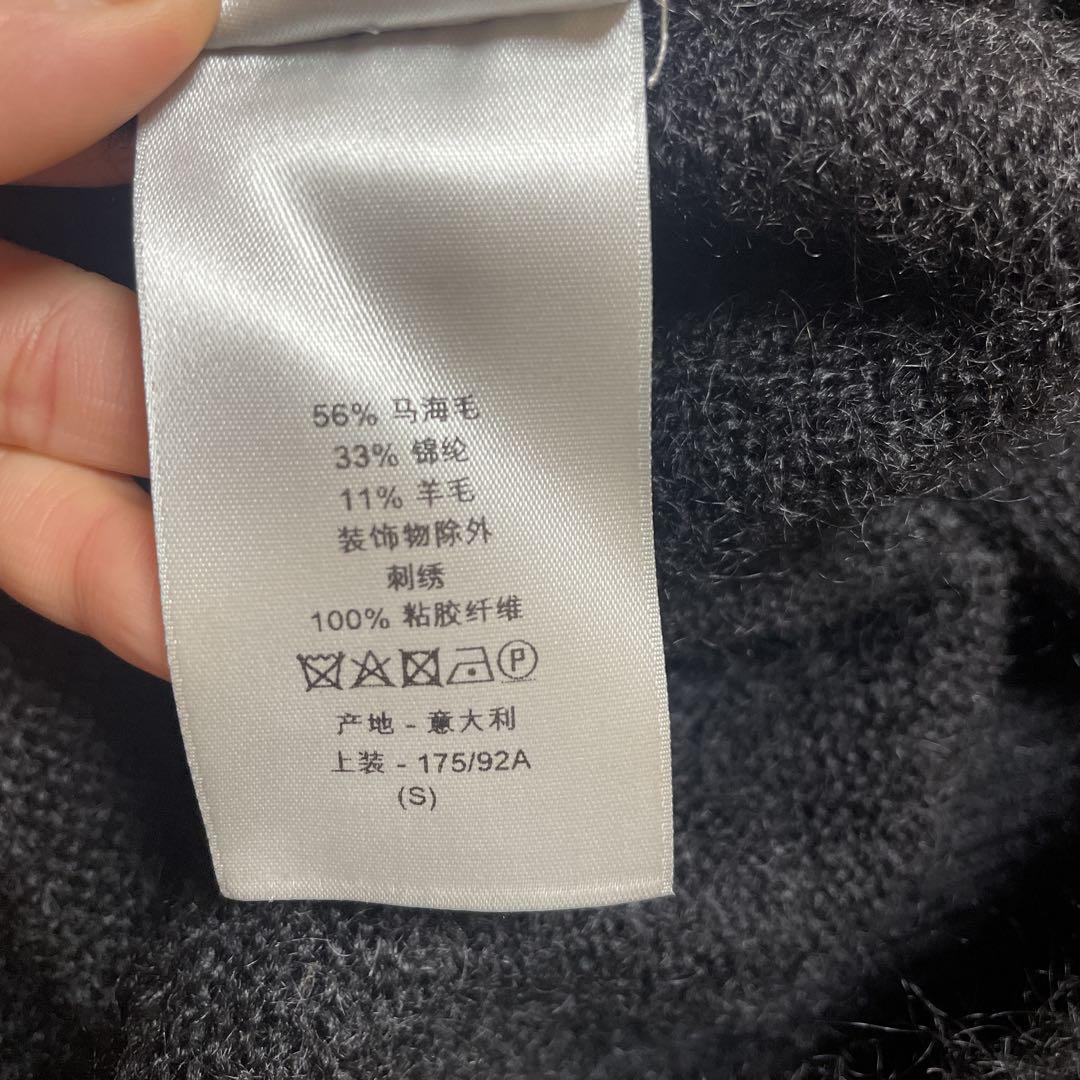 56% 马海毛
33% 锦纶
11% 羊毛
装饰物除外
刺绣
100% 粘胶纤维
P
产地 - 意大利
上装 - 175/92A
(S)